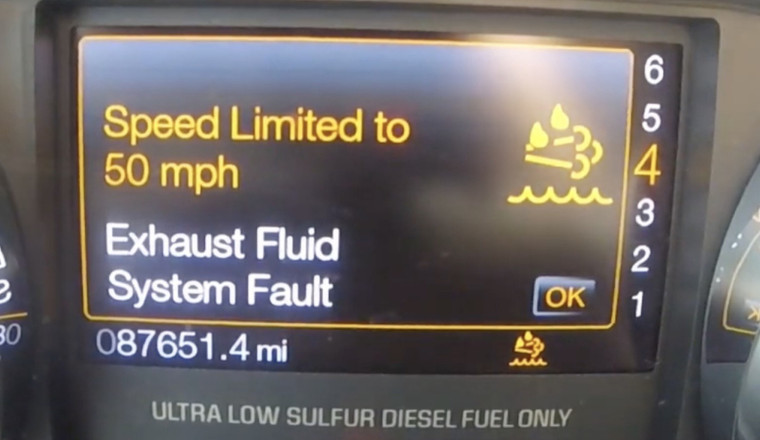 Speed Limited to
50 mph
Exhaust Fluid
System Fault
OK
6
5
4
3
2
1
087651.4 mi
ULTRA LOW SULFUR DIESEL FUEL ONLY